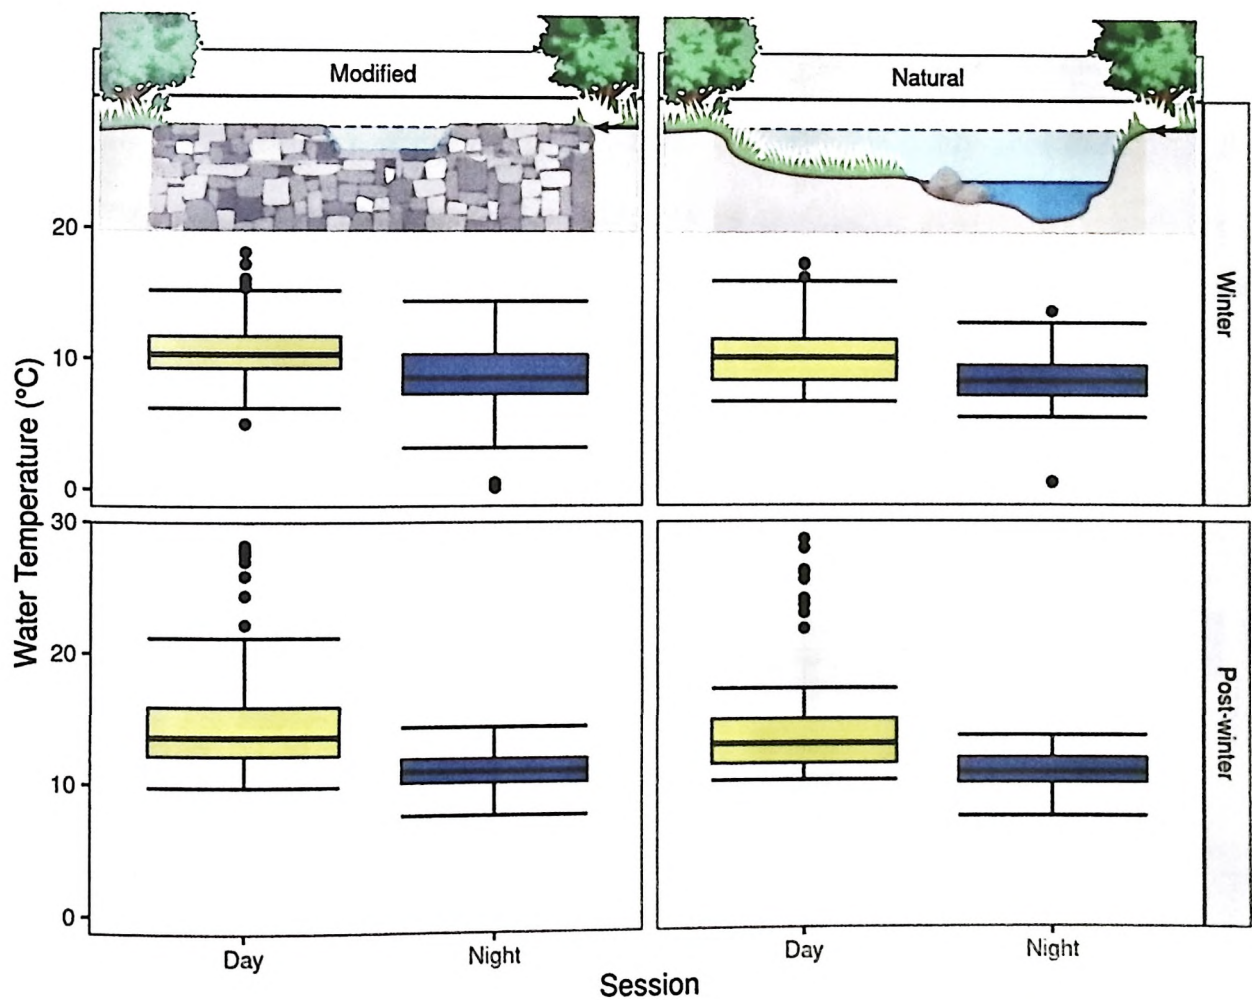 Modified
Natural
20
10
0
Winter
30
20
10
0
Post-winter
Water Temperature (°C)
Day
Night
Day
Night
Session